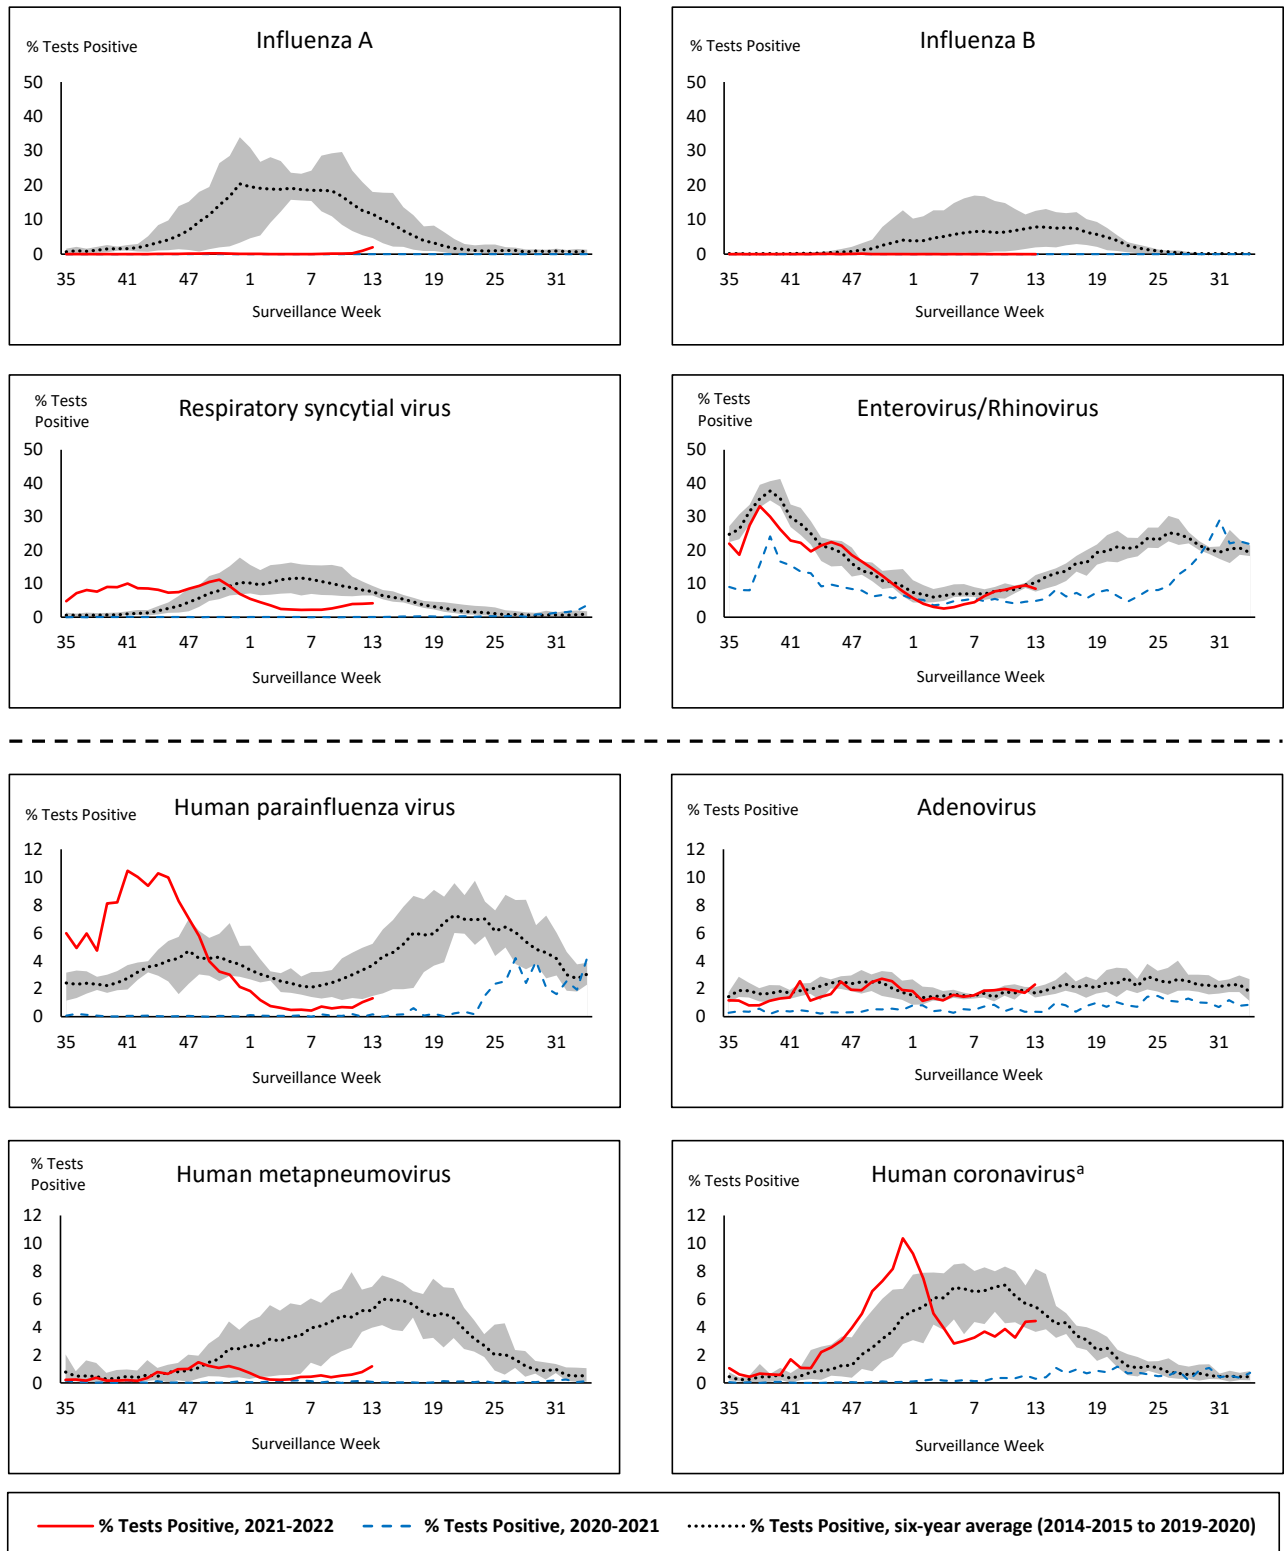 Influenza A
% Tests Positive
50
40
30
20
10
0
35 41 47 1 7 13 19 25 31
Surveillance Week
Influenza B
% Tests Positive
50
40
30
20
10
0
35 41 47 1 7 13 19 25 31
Surveillance Week
Respiratory syncytial virus
% Tests
Positive
50
40
30
20
10
0
35 41 47 1 7 13 19 25 31
Surveillance Week
Enterovirus/Rhinovirus
% Tests
Positive
50
40
30
20
10
0
35 41 47 1 7 13 19 25 31
Surveillance Week
Human parainfluenza virus
% Tests Positive
12
10
8
6
4
2
0
35 41 47 1 7 13 19 25 31
Surveillance Week
Adenovirus
% Tests Positive
12
10
8
6
4
2
0
35 41 47 1 7 13 19 25 31
Surveillance Week
Human metapneumovirus
% Tests
Positive
12
10
8
6
4
2
0
35 41 47 1 7 13 19 25 31
Surveillance Week
Human coronavirusª
% Tests Positive
12
10
8
6
4
2
0
35 41 47 1 7 13 19 25 31
Surveillance Week
% Tests Positive, 2021-2022 % Tests Positive, 2020-2021 % Tests Positive, six-year average (2014-2015 to 2019-2020)